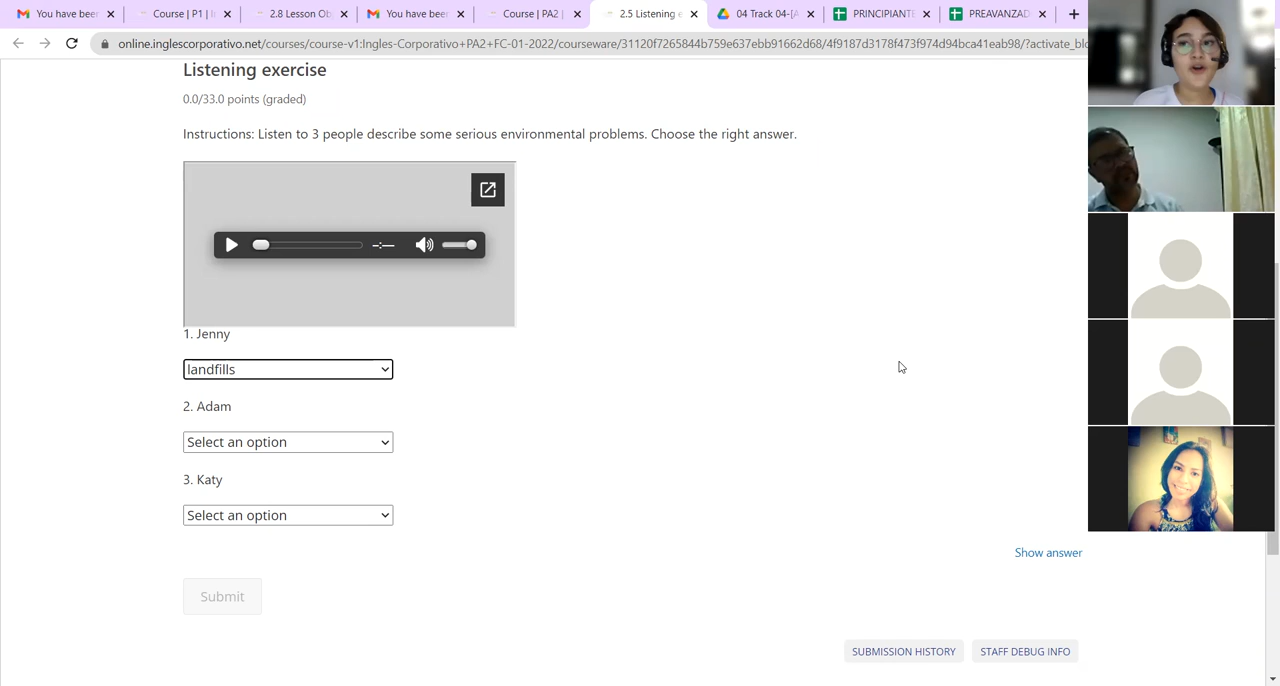 You have beer
Course | P1 | I
2.8 Lesson Ob
You have beer
Course | PA2 |
2.5 Listening e
04 Track 04-[A
PRINCIPIANTE
PREAVANZAD
online.inglescorporativo.net/courses/course-v1:Ingles-Corporativo+PA2+FC-01-2022/courseware/31120f7265844b759e637ebb91662d68/4f9187d3178f473f974d94bca41eab98/?activate_blo
Listening exercise
0.0/33.0 points (graded)
Instructions: Listen to 3 people describe some serious environmental problems. Choose the right answer.
-:--
1. Jenny
landfills
2. Adam
Select an option
3. Katy
Select an option
Show answer
Submit
SUBMISSION HISTORY
STAFF DEBUG INFO